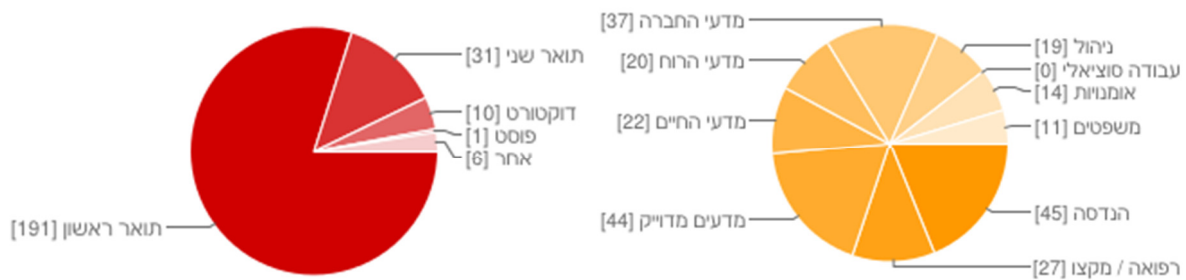 תואר שני [31]
דוקטורט [10]
פוסט [1]
אחר [6]
תואר ראשון [191]
מדעי החברה [37]
מדעי הרוח [20]
מדעי החיים [22]
מדעים מדוייק [44]
ניהול [19]
עבודה סוציאלי [0]
אומנויות [14]
משפטים [11]
הנדסה [45]
רפואה / מקצו [27]